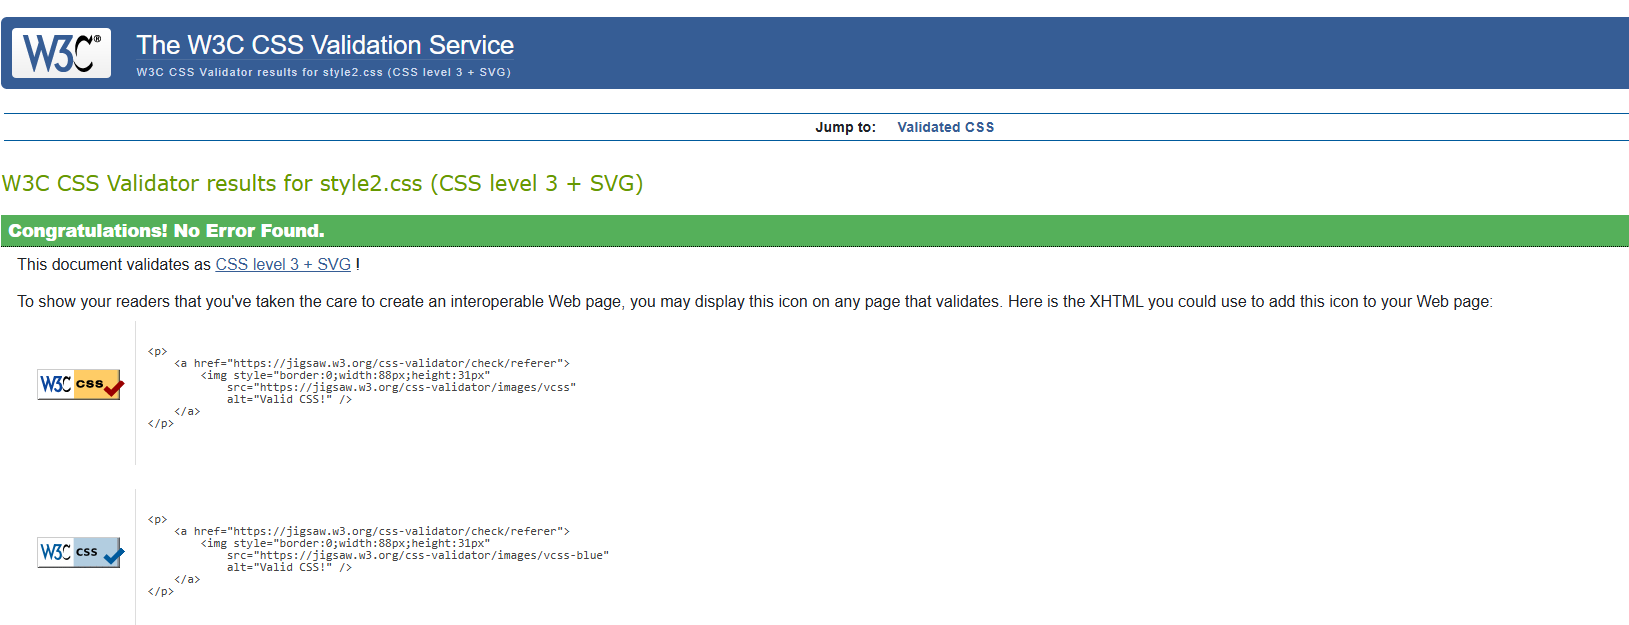 W3C®
The W3C CSS Validation Service
W3C CSS Validator results for style2.css (CSS level 3 + SVG)
Jump to: Validated CSS
W3C CSS Validator results for style2.css (CSS level 3 + SVG)
Congratulations! No Error Found.
This document validates as CSS level 3 + SVG !
To show your readers that you've taken the care to create an interoperable Web page, you may display this icon on any page that validates. Here is the XHTML you could use to add this icon to your Web page:
W3C css
<p>
    <a href="https://jigsaw.w3.org/css-validator/check/referer">
        <img style="border:0;width:88px;height:31px"
            src="https://jigsaw.w3.org/css-validator/images/vcss"
            alt="Valid CSS!" />
    </a>
</p>
W3C css
<p>
    <a href="https://jigsaw.w3.org/css-validator/check/referer">
        <img style="border:0;width:88px;height:31px"
            src="https://jigsaw.w3.org/css-validator/images/vcss-blue"
            alt="Valid CSS!" />
    </a>
</p>